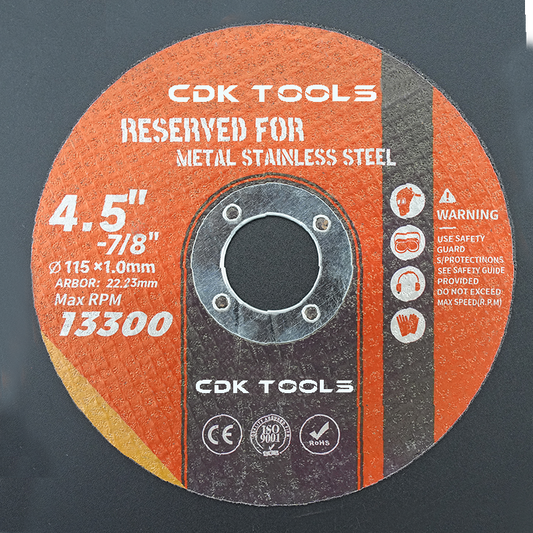 CDK TOOLS
RESERVED FOR
METAL STAINLESS STEEL
4.5"
-7/8"
Ø 115 ×1.0mm
ARBOR: 22.23mm
Max RPM
13300
WARNING
USE SAFETY
GUARD
S/PROTECTINONS
SEE SAFETY GUIDE
PROVIDED
DO NOT EXCEED
MAX SPEED(R.P.M)
CDK TOOLS
CE
ISO
9001
RoHS